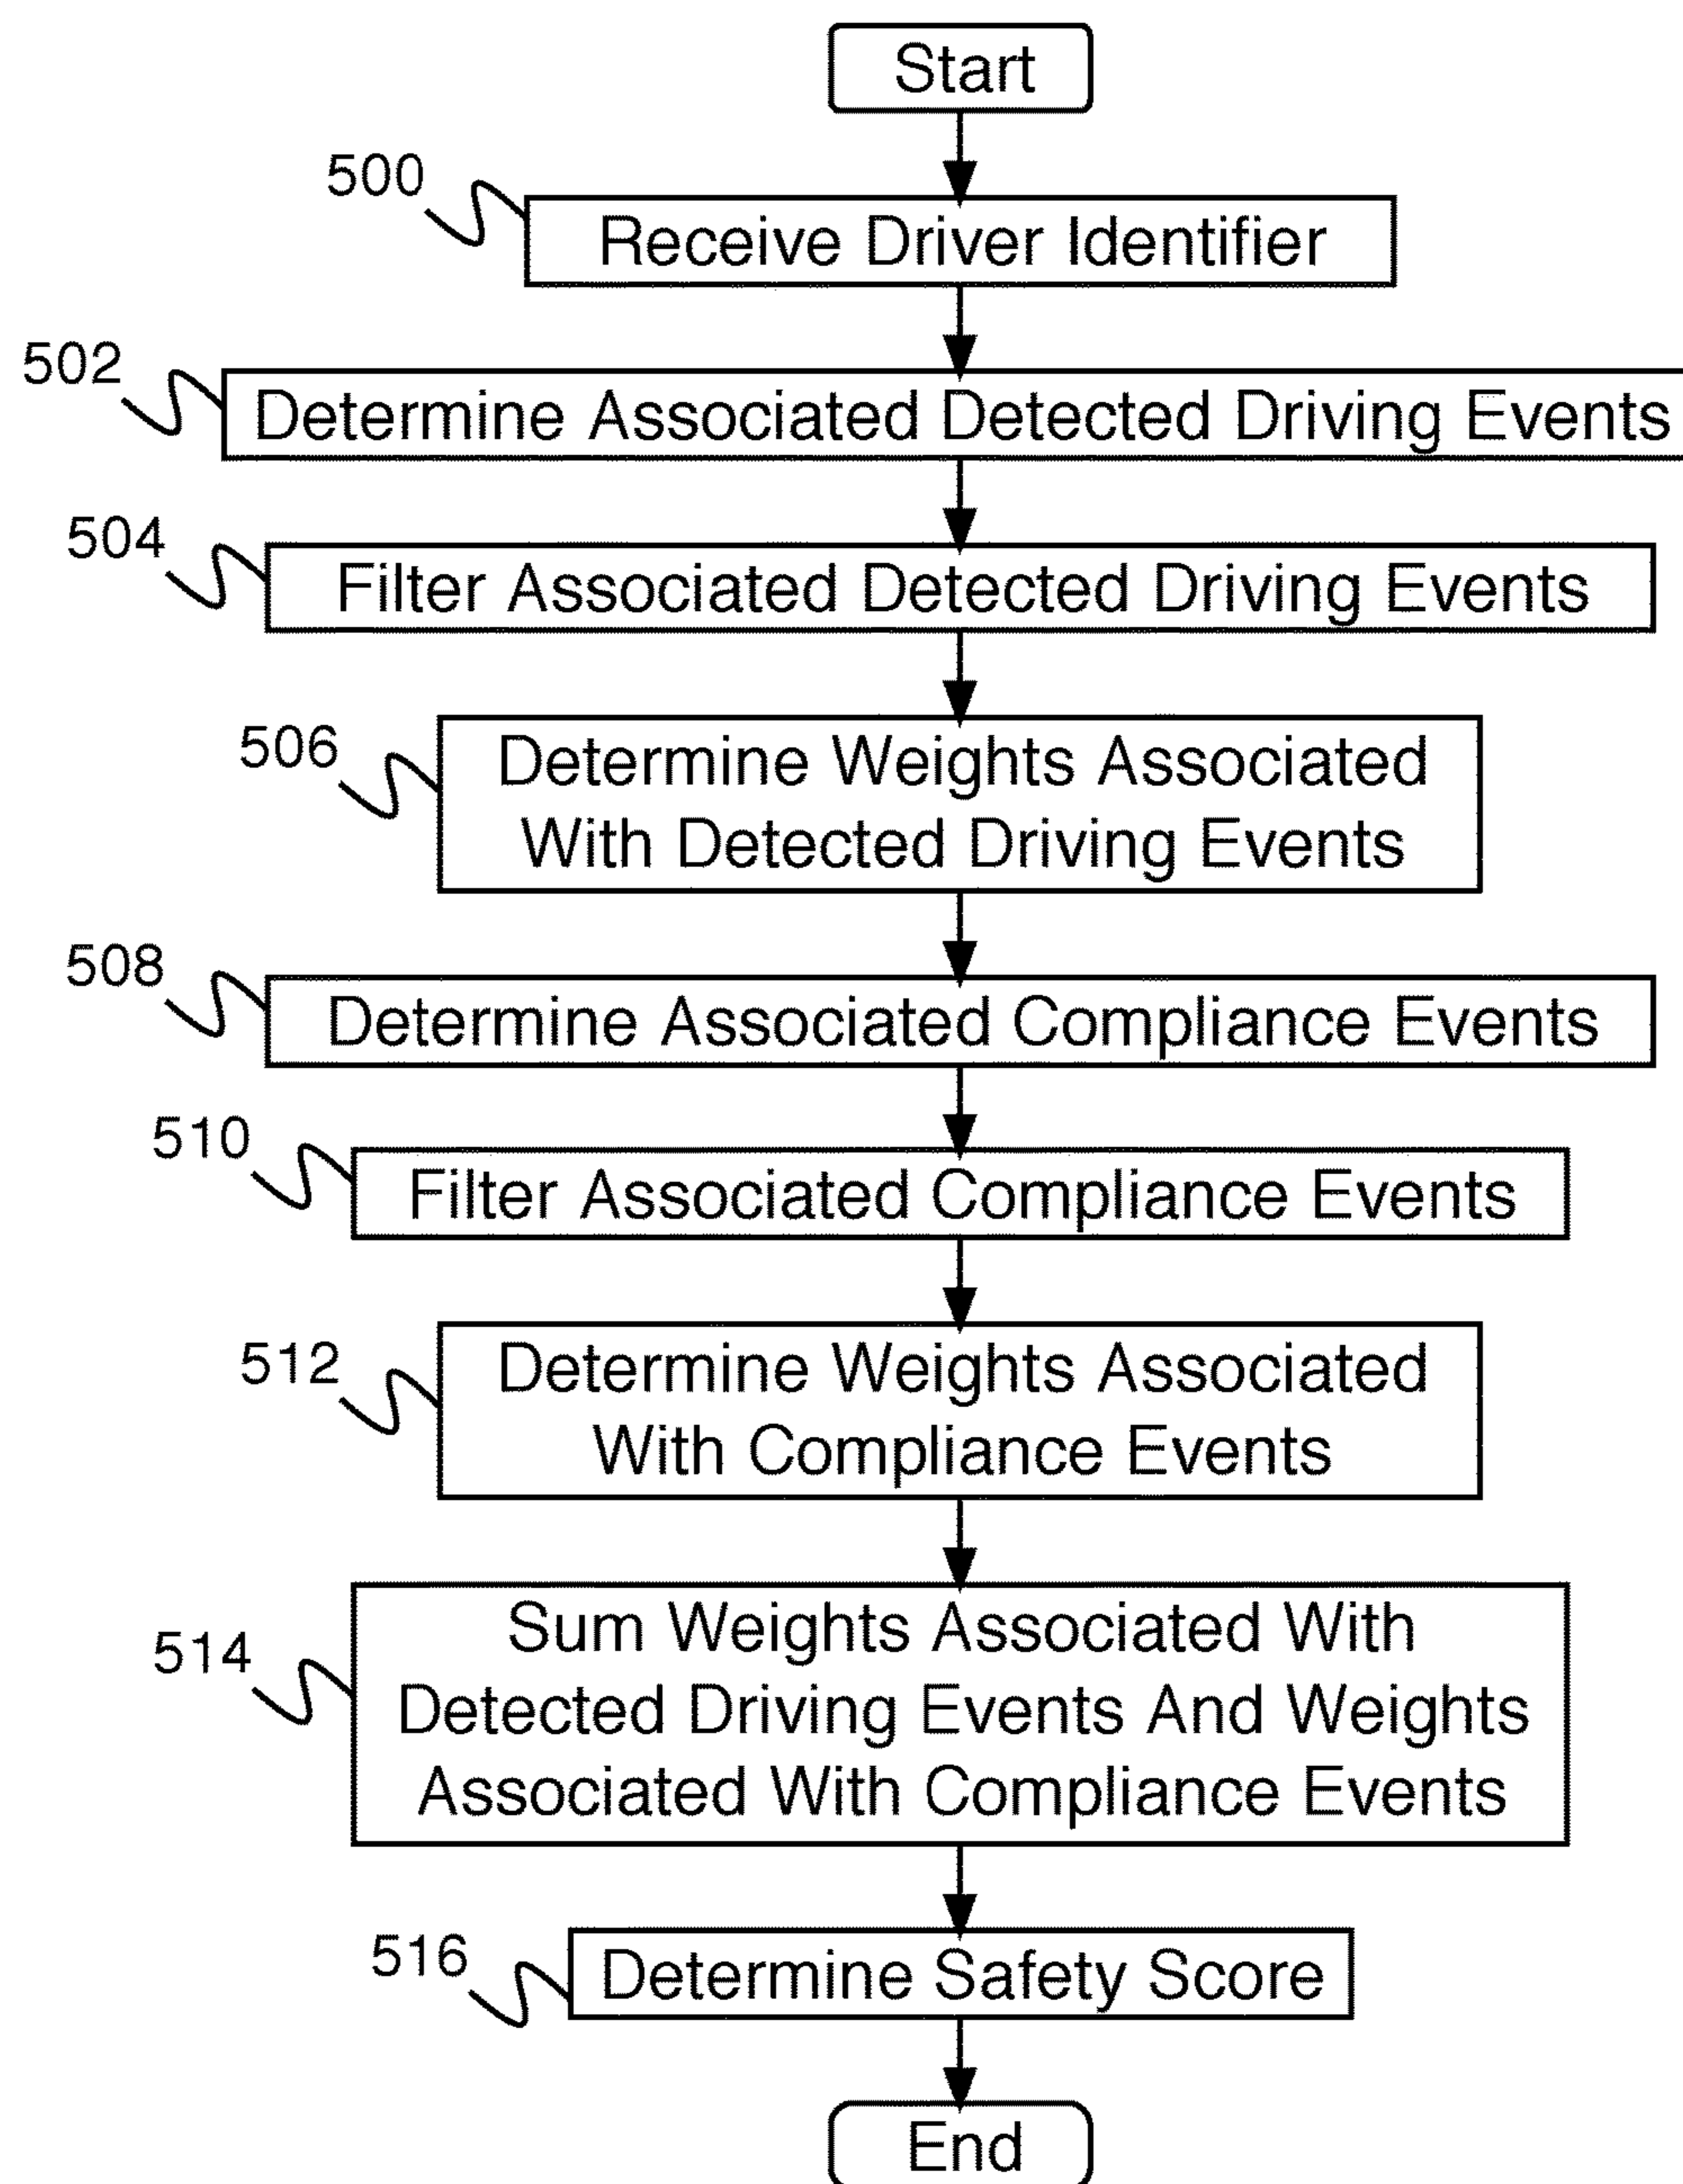 Start
500
Receive Driver Identifier
502
Determine Associated Detected Driving Events
504
Filter Associated Detected Driving Events
506
Determine Weights Associated
With Detected Driving Events
508
Determine Associated Compliance Events
510
Filter Associated Compliance Events
512
Determine Weights Associated
With Compliance Events
514
Sum Weights Associated With
Detected Driving Events And Weights
Associated With Compliance Events
516
Determine Safety Score
End